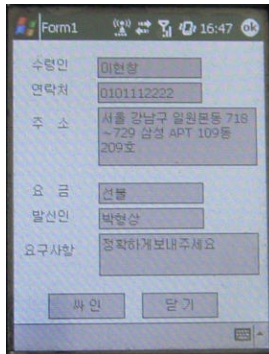 Form1 16:47 ok
수령인 이현창
연락처 0101112222
주 소 서울 강남구 일원본동 718
~729 삼성 APT 109동
209호
요 금 선불
발신인 박형상
요구사항 정확하게보내주세요
싸 인 닫 기